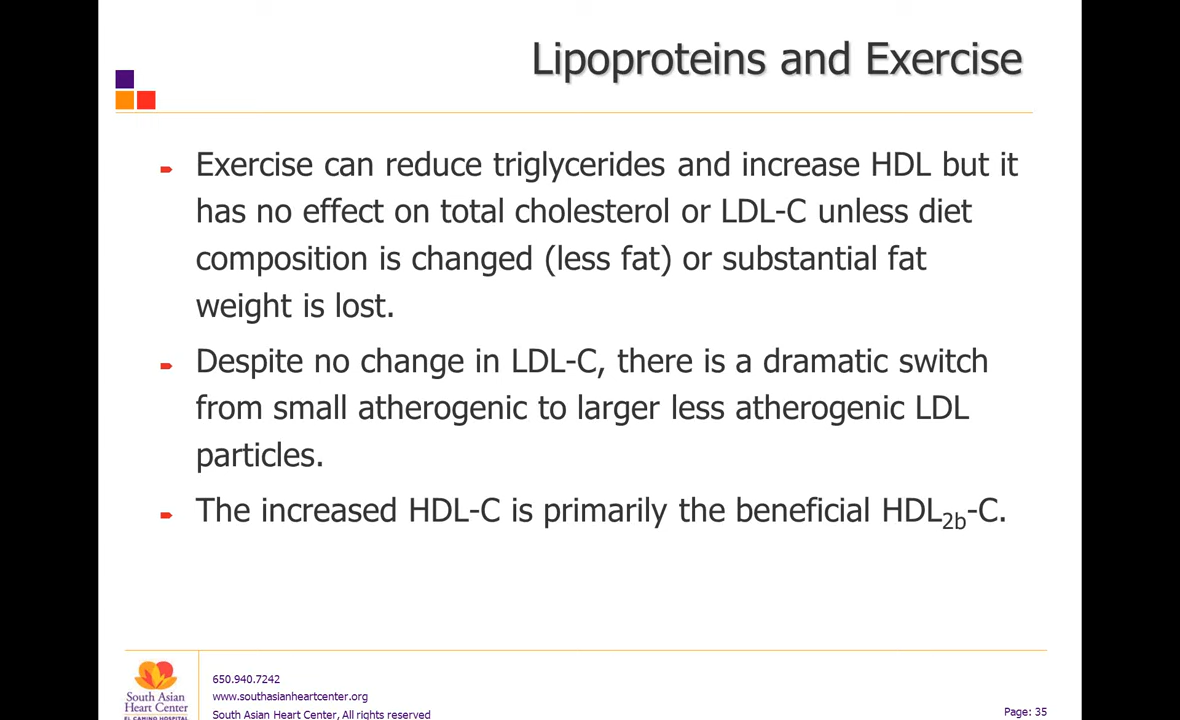 Lipoproteins and Exercise
Exercise can reduce triglycerides and increase HDL but it
has no effect on total cholesterol or LDL-C unless diet
composition is changed (less fat) or substantial fat
weight is lost.
Despite no change in LDL-C, there is a dramatic switch
from small atherogenic to larger less atherogenic LDL
particles.
The increased HDL-C is primarily the beneficial HDL2b-C.
South Asian
Heart Center
EL CAMINO HOSPITAL
650.940.7242
www.southasianheartcenter.org
South Asian Heart Center, All rights reserved
Page: 35